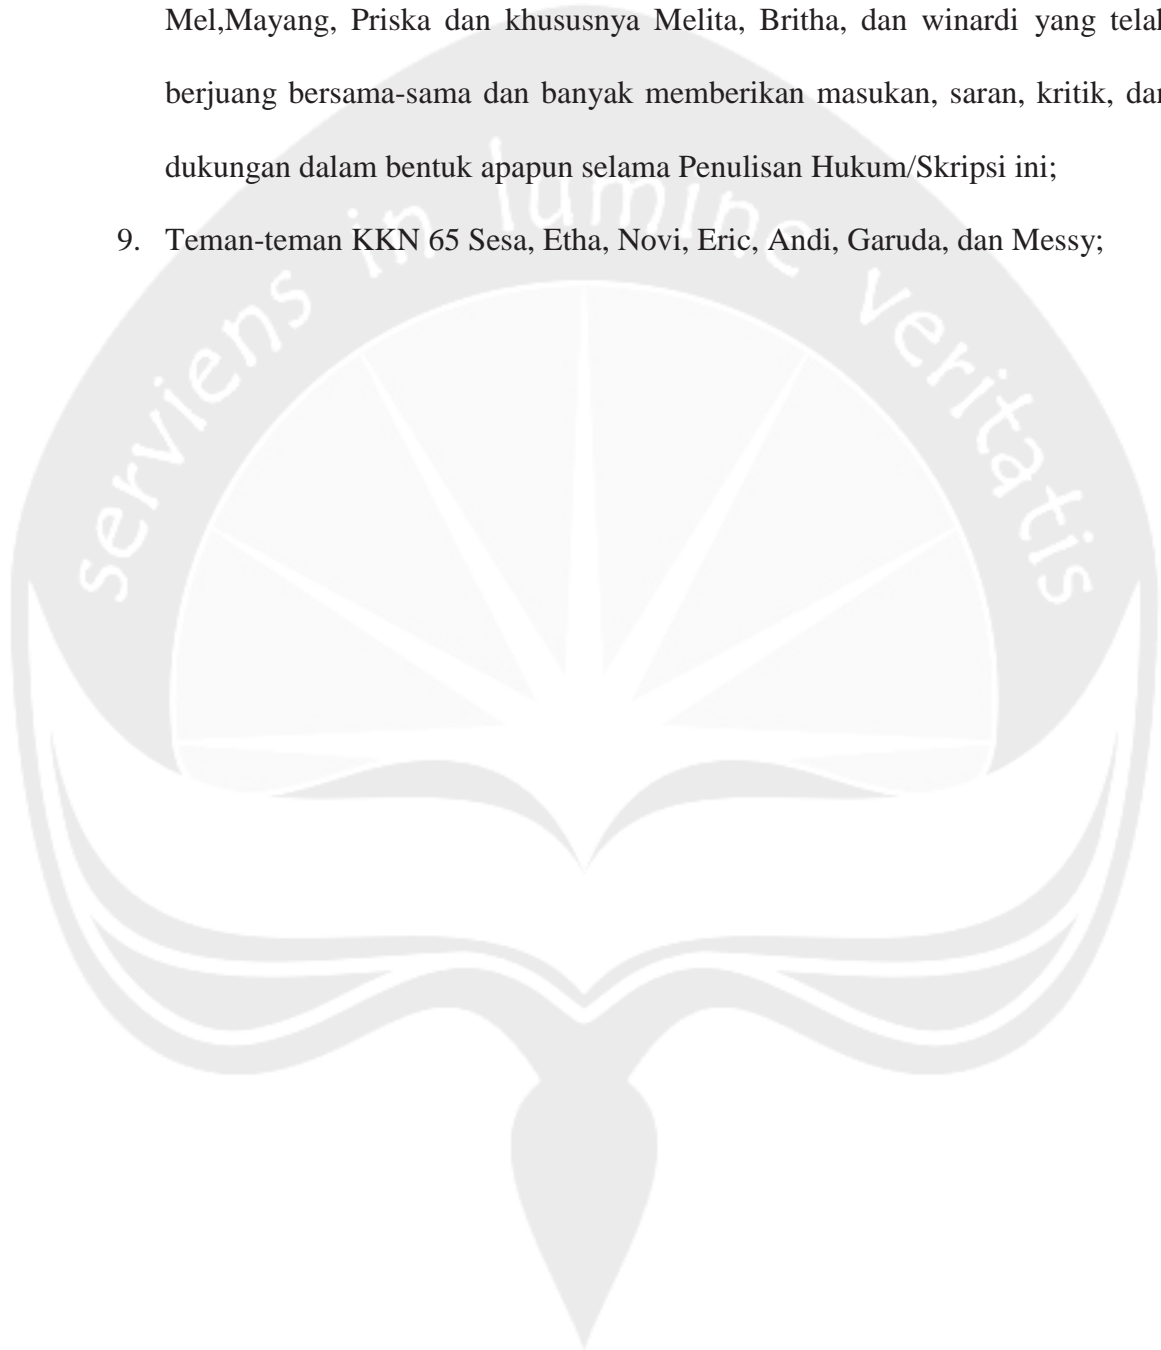 Mel,Mayang, Priska dan khususnya Melita, Britha, dan winardi yang telah
berjuang bersama-sama dan banyak memberikan masukan, saran, kritik, dan
dukungan dalam bentuk apapun selama Penulisan Hukum/Skripsi ini;
9. Teman-teman KKN 65 Sesa, Etha, Novi, Eric, Andi, Garuda, dan Messy;
serviens in lumine veritatis